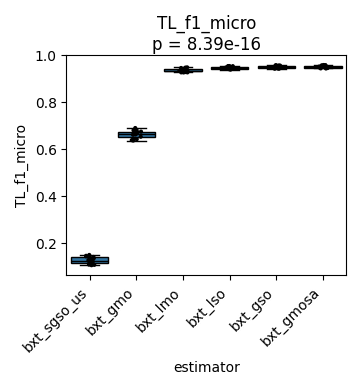 TL_f1_micro
p = 8.39e-16
1.0
0.8
0.6
0.4
0.2
TL_f1_micro
bxt_sgso_us
bxt_gmo
bxt_lmo
bxt_lso
bxt_gso
bxt_gmosa
estimator